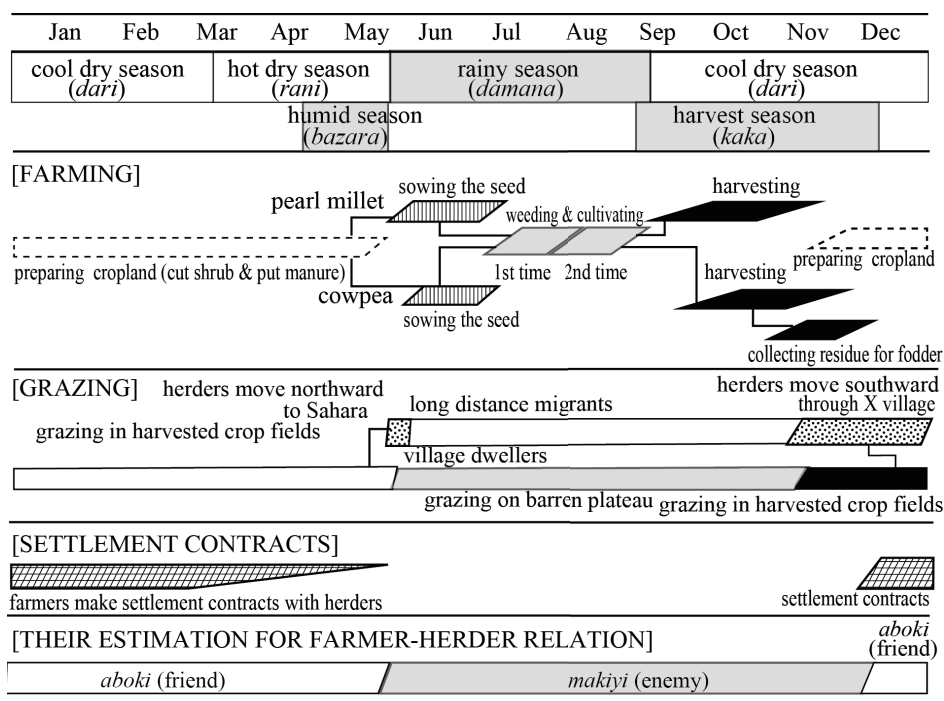 Jan Feb Mar Apr May Jun Jul Aug Sep Oct Nov Dec
cool dry season hot dry season rainy season cool dry season
(dari) (rani) (damana) (dari)
humid season harvest season
(bazara) (kaka)
[FARMING]
sowing the seed harvesting
pearl millet
weeding & cultivating
preparing cropland (cut shrub & put manure) 1st time 2nd time harvesting preparing cropland
cowpea
sowing the seed
collecting residue for fodder
[GRAZING] herders move northward herders move southward
to Sahara long distance migrants through X village
grazing in harvested crop fields
village dwellers
grazing on barren plateau grazing in harvested crop fields
[SETTLEMENT CONTRACTS]
farmers make settlement contracts with herders settlement contracts
[THEIR ESTIMATION FOR FARMER-HERDER RELATION] aboki
(friend)
aboki (friend) makiyi (enemy)